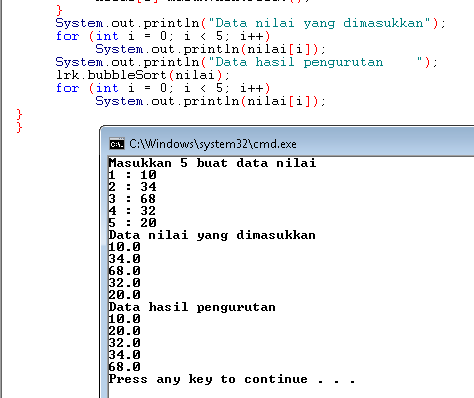 }
System.out.println("Data nilai yang dimasukkan");
for (int i = 0; i < 5; i++)
System.out.println(nilai[i]);
System.out.println("Data hasil pengurutan    ");
lrk.bubbleSort(nilai);
for (int i = 0; i < 5; i++)
System.out.println(nilai[i]);
}
}
C:\Windows\system32\cmd.exe
Masukkan 5 buat data nilai
1 : 10
2 : 34
3 : 68
4 : 32
5 : 20
Data nilai yang dimasukkan
10.0
34.0
68.0
32.0
20.0
Data hasil pengurutan
10.0
20.0
32.0
34.0
68.0
Press any key to continue . . .